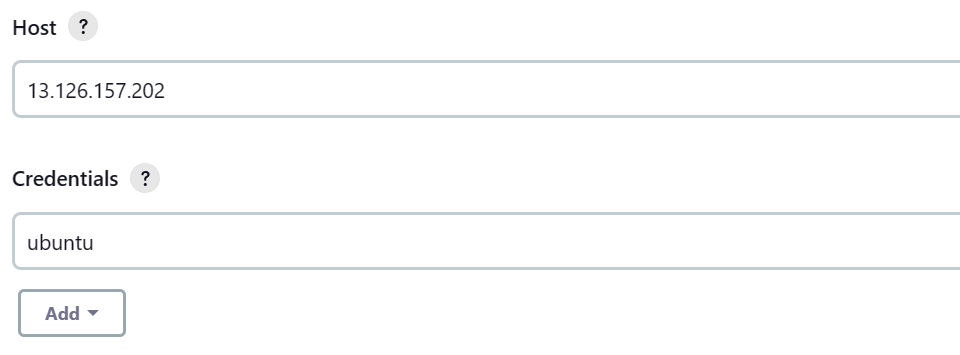 Host ?
13.126.157.202
Credentials ?
ubuntu
Add